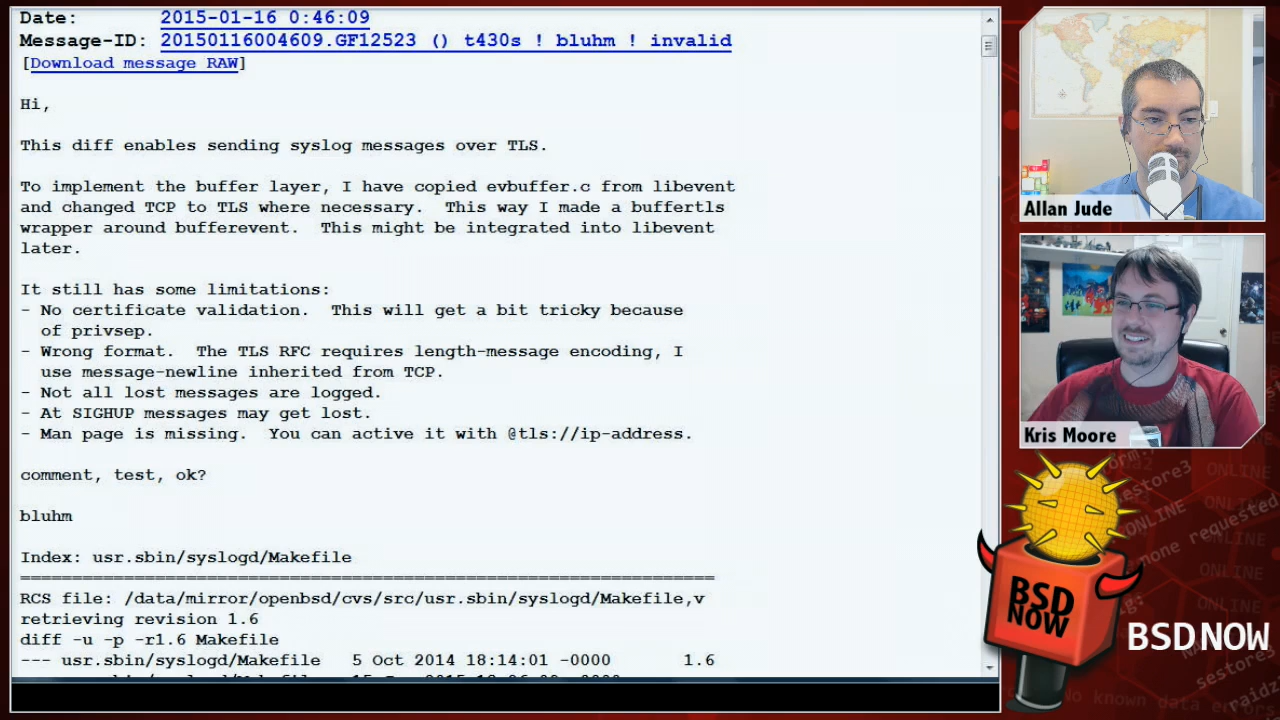 Date: 2015-01-16 0:46:09
Message-ID: 20150116004609.GF12523 () t430s ! bluhm ! invalid
[Download message RAW]
Hi,
This diff enables sending syslog messages over TLS.
To implement the buffer layer, I have copied evbuffer.c from libevent
and changed TCP to TLS where necessary. This way I made a buffertls
wrapper around bufferevent. This might be integrated into libevent
later.
It still has some limitations:
- No certificate validation. This will get a bit tricky because
of privsep.
- Wrong format. The TLS RFC requires length-message encoding, I
use message-newline inherited from TCP.
- Not all lost messages are logged.
- At SIGHUP messages may get lost.
- Man page is missing. You can active it with @tls://ip-address.
comment, test, ok?
bluhm
Index: usr.sbin/syslogd/Makefile
===================================================================
RCS file: /data/mirror/openbsd/cvs/src/usr.sbin/syslogd/Makefile,v
retrieving revision 1.6
diff -u -p -r1.6 Makefile
--- usr.sbin/syslogd/Makefile 5 Oct 2014 18:14:01 -0000 1.6
Allan Jude
Kris Moore
BSD
NOW
BSDNOW